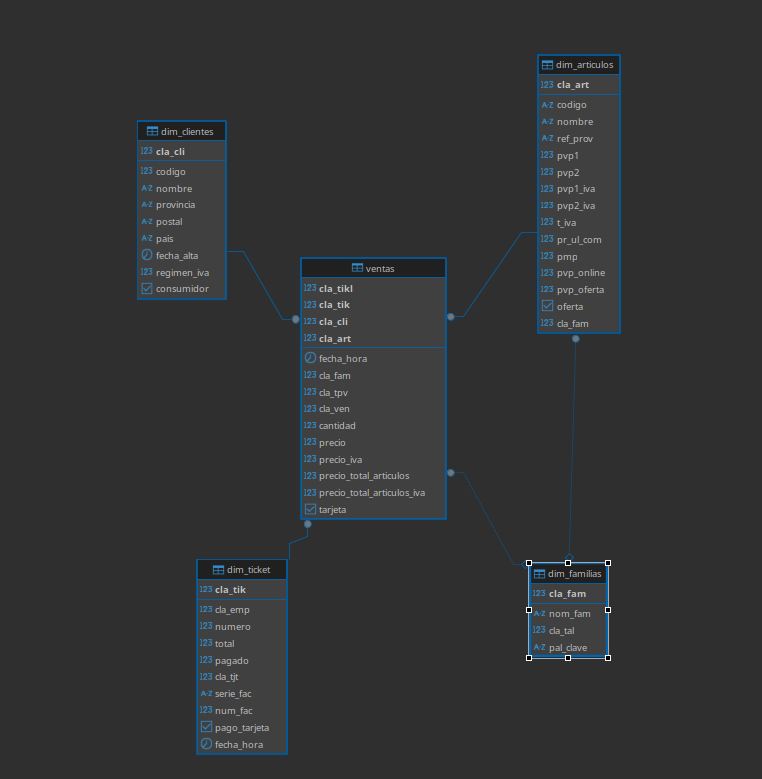 dim_articulos
123 cla_art
A-Z codigo
A-Z nombre
A-Z ref_prov
123 pvp1
123 pvp2
123 pvp1_iva
123 pvp2_iva
123 t_iva
123 pr_ul_com
123 pmp
123 pvp_online
123 pvp_oferta
oferta
123 cla_fam
dim_clientes
123 cla_cli
123 codigo
A-Z nombre
A-Z provincia
A-Z postal
A-Z pais
fecha_alta
123 regimen_iva
consumidor
ventas
123 cla_tikl
123 cla_tik
123 cla_cli
123 cla_art
fecha_hora
123 cla_fam
123 cla_tpv
123 cla_ven
123 cantidad
123 precio
123 precio_iva
123 precio_total_articulos
123 precio_total_articulos_iva
tarjeta
dim_ticket
123 cla_tik
123 cla_emp
123 numero
123 total
123 pagado
123 cla_tjt
A-Z serie_fac
123 num_fac
pago_tarjeta
fecha_hora
dim_familias
123 cla_fam
A-Z nom_fam
123 cla_tal
A-Z pal_clave